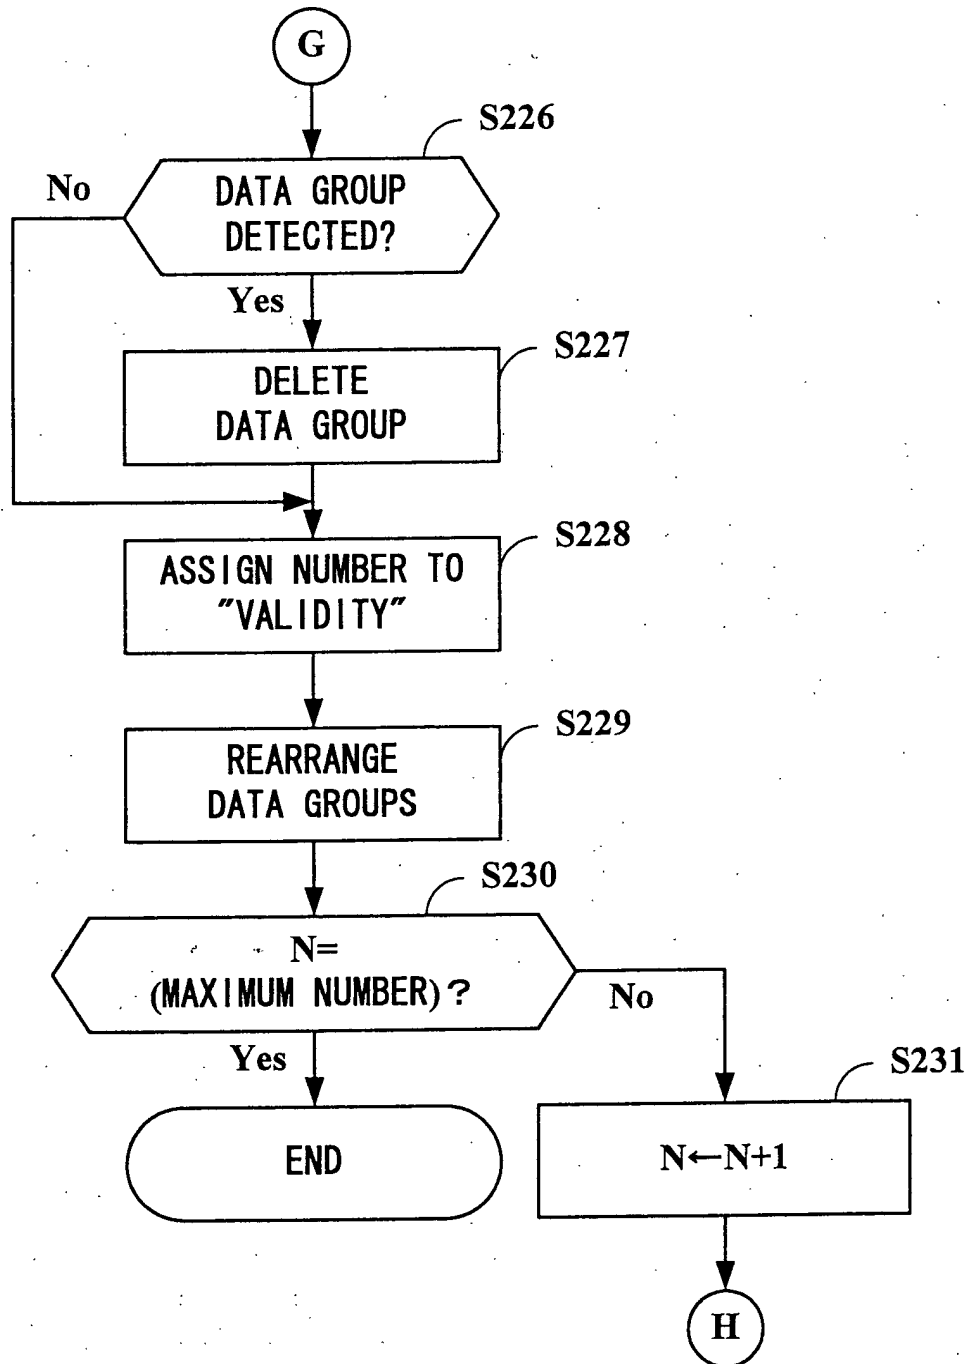 G
S226
No
DATA GROUP
DETECTED?
Yes
S227
DELETE
DATA GROUP
S228
ASSIGN NUMBER TO
"VALIDITY"
S229
REARRANGE
DATA GROUPS
S230
N=
(MAXIMUM NUMBER)?
No
Yes
S231
END
N←N+1
H